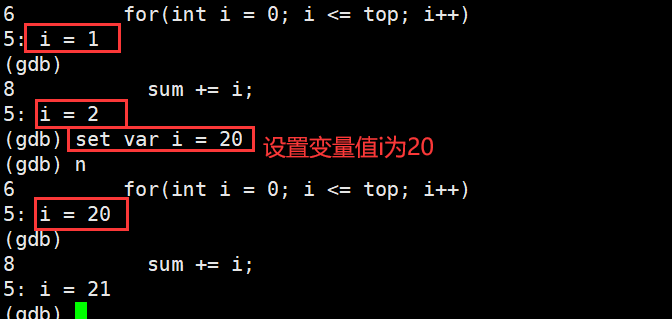 6         for(int i = 0; i <= top; i++)
5: i = 1
(gdb)
8           sum += i;
5: i = 2
(gdb) set var i = 20 设置变量值i为20
(gdb) n
6         for(int i = 0; i <= top; i++)
5: i = 20
(gdb)
8           sum += i;
5: i = 21
(gdb)